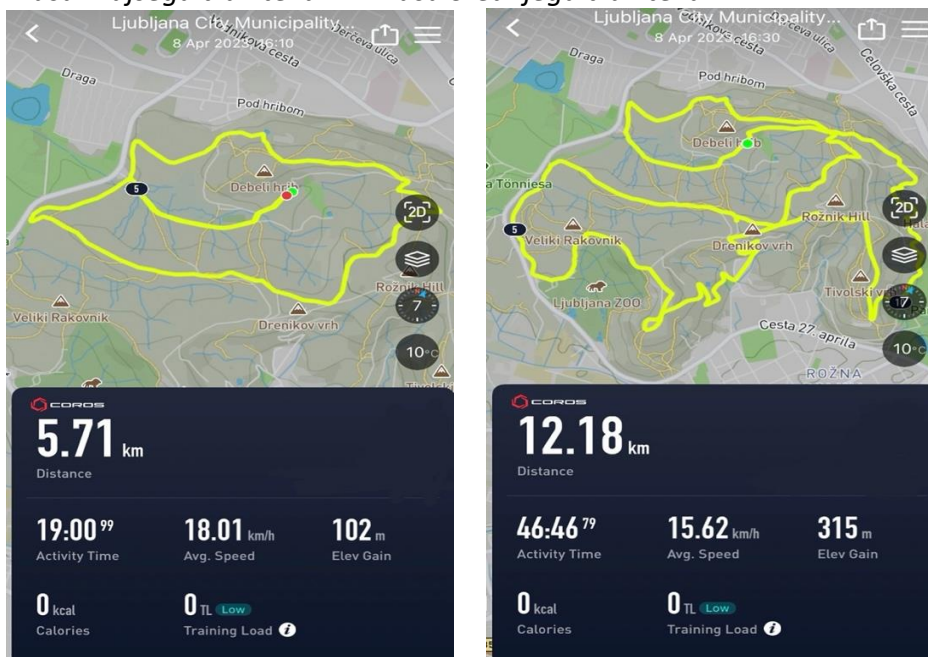 Ljubljana City Municipality...
8 Apr 2023, 16:10
Draga
Pod hribom
5
Debeli hrib
2D
Rožnik Hill
7
Veliki Rakovnik
Drenikov vrh
10°C
COROS
5.71 km
Distance
19:00 99
Activity Time
18.01 km/h
Avg. Speed
102 m
Elev Gain
0 kcal
Calories
0 TL Low
Training Load i
Ljubljana City Municipality...
8 Apr 2023, 16:30
Draga
Pod hribom
Celovška cesta
Debeli hrib
2D
Rožnik Hill
5
Veliki Rakovnik
Drenikov vrh
Ljubljana ZOO
17
Cesta 27. aprila
10°C
ROŽNA
COROS
12.18 km
Distance
46:46 79
Activity Time
15.62 km/h
Avg. Speed
315 m
Elev Gain
0 kcal
Calories
0 TL Low
Training Load i